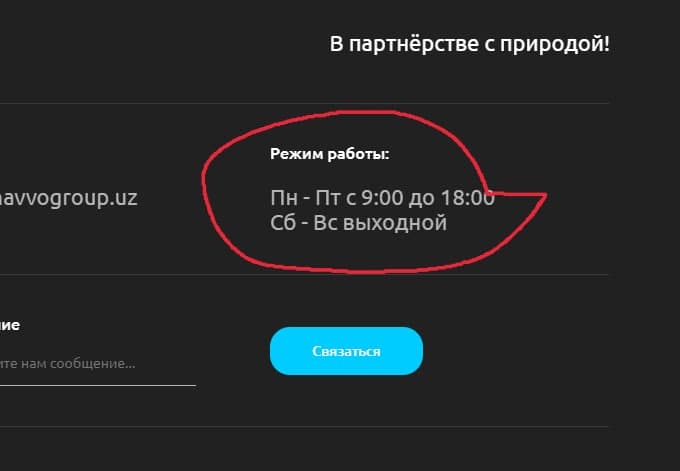 В партнёрстве с природой!
Режим работы:
avvogroup.uz
Пн - Пт с 9:00 до 18:00
Сб - Вс выходной
ние
ите нам сообщение...
Связаться